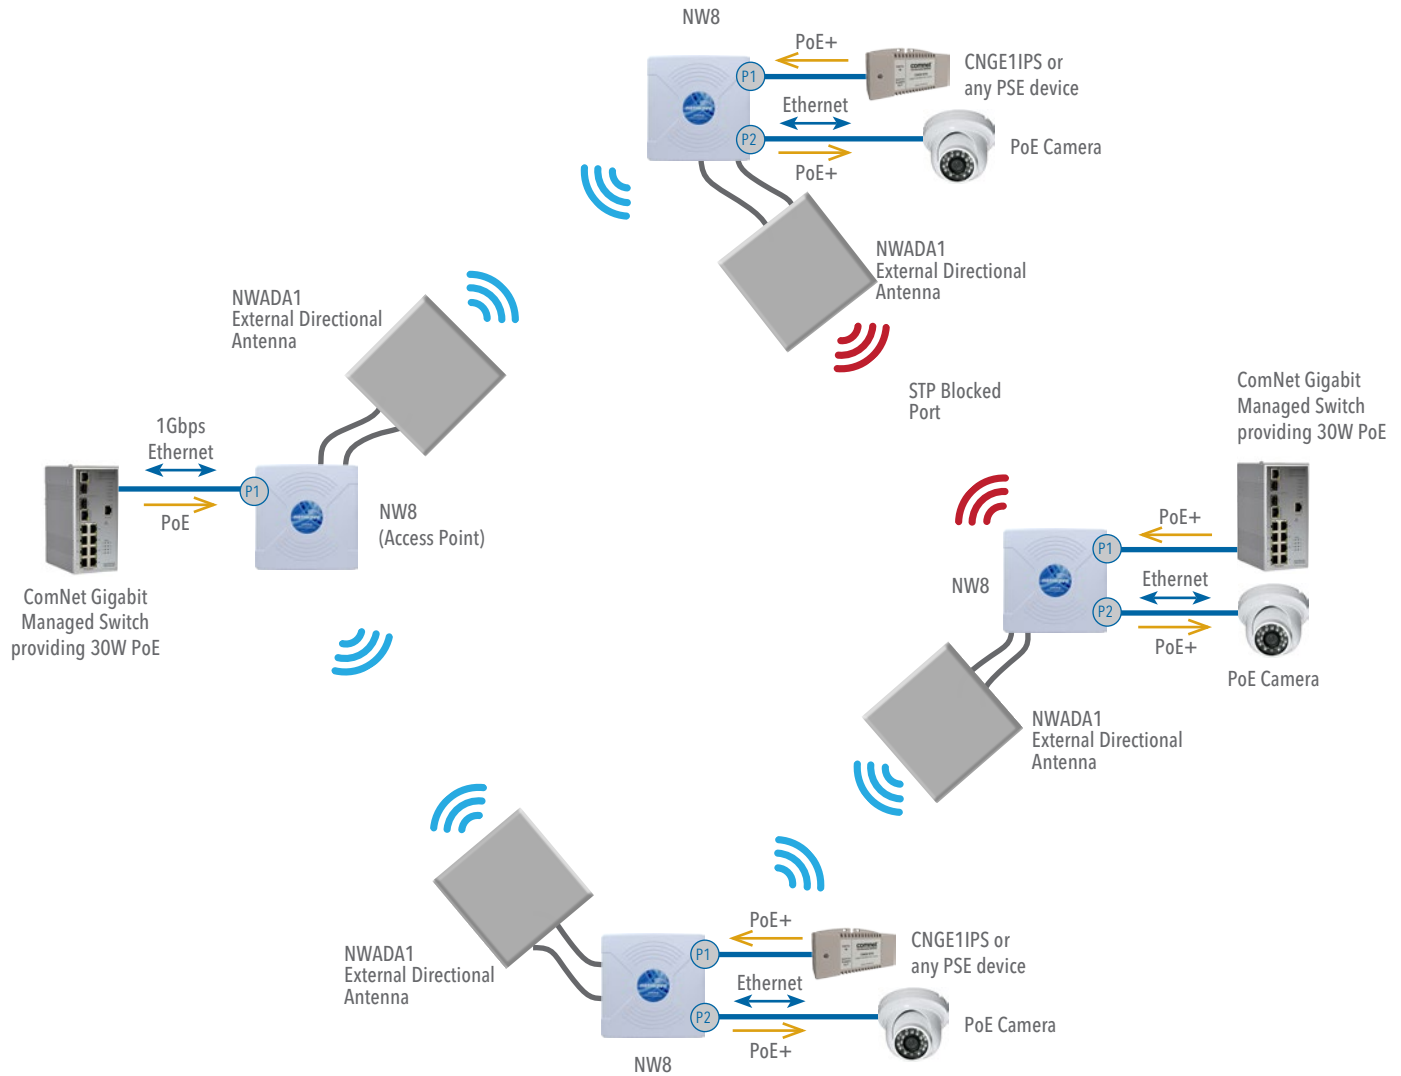 NW8
PoE+
P1
CNGE1IPS or
any PSE device
Ethernet
P2
PoE Camera
PoE+
NWADA1
External Directional
Antenna
NWADA1
External Directional
Antenna
STP Blocked
Port
ComNet Gigabit
Managed Switch
providing 30W PoE
1Gbps
Ethernet
P1
PoE
NW8
(Access Point)
ComNet Gigabit
Managed Switch
providing 30W PoE
PoE+
P1
NW8
Ethernet
P2
PoE+
PoE Camera
NWADA1
External Directional
Antenna
NWADA1
External Directional
Antenna
PoE+
P1
comnet
CNGE1IPS or
any PSE device
Ethernet
P2
PoE Camera
PoE+
NW8